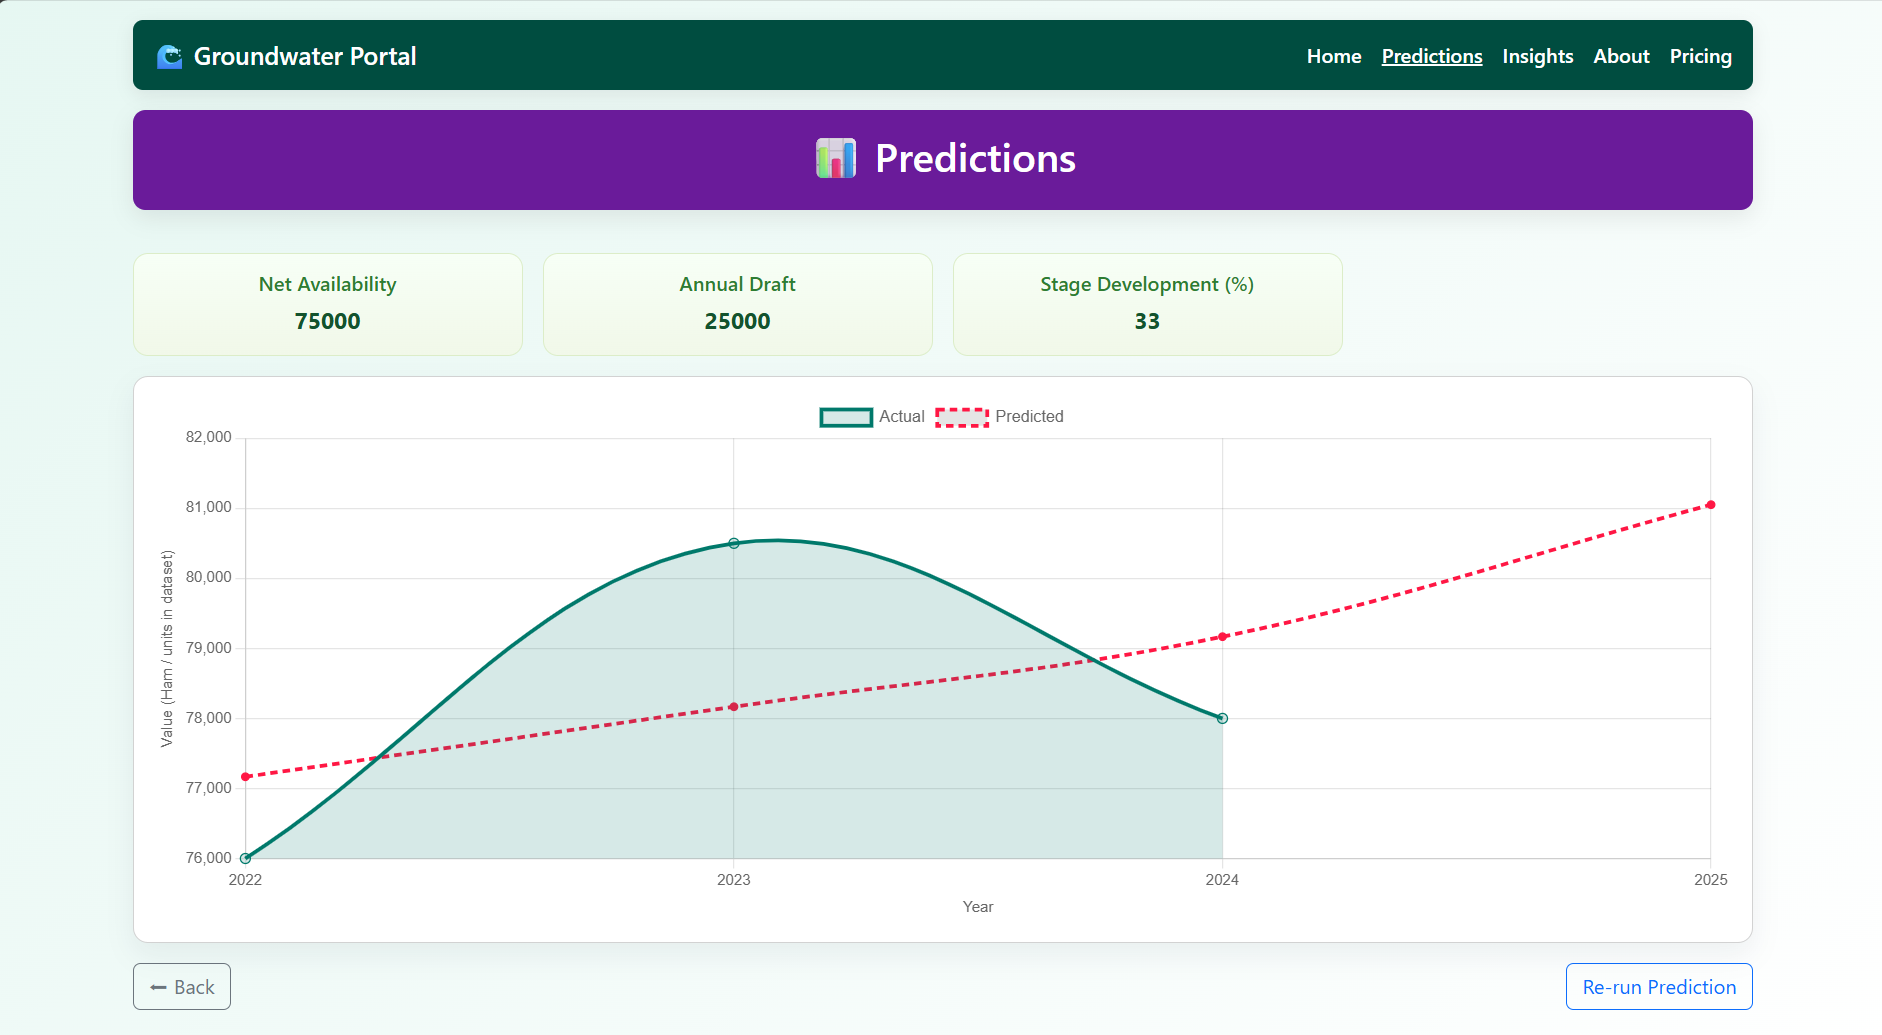 Groundwater Portal
Home Predictions Insights About Pricing
Predictions
Net Availability
75000
Annual Draft
25000
Stage Development (%)
33
Actual Predicted
82,000
81,000
80,000
79,000
78,000
77,000
76,000
Value (Ham / units in dataset)
2022 2023 2024 2025
Year
Back
Re-run Prediction